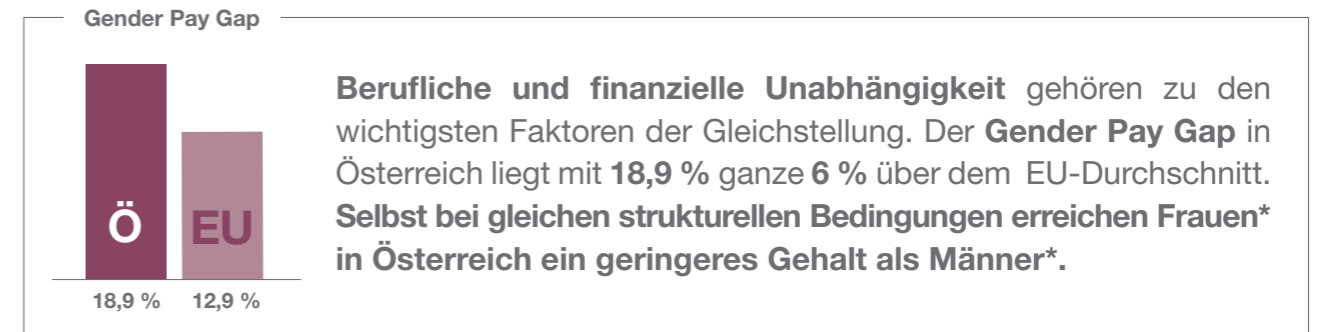 Gender Pay Gap
Ö
EU
18,9 %
12,9 %
Berufliche und finanzielle Unabhängigkeit gehören zu den
wichtigsten Faktoren der Gleichstellung. Der Gender Pay Gap in
Österreich liegt mit 18,9 % ganze 6 % über dem EU-Durchschnitt.
Selbst bei gleichen strukturellen Bedingungen erreichen Frauen*
in Österreich ein geringeres Gehalt als Männer*.